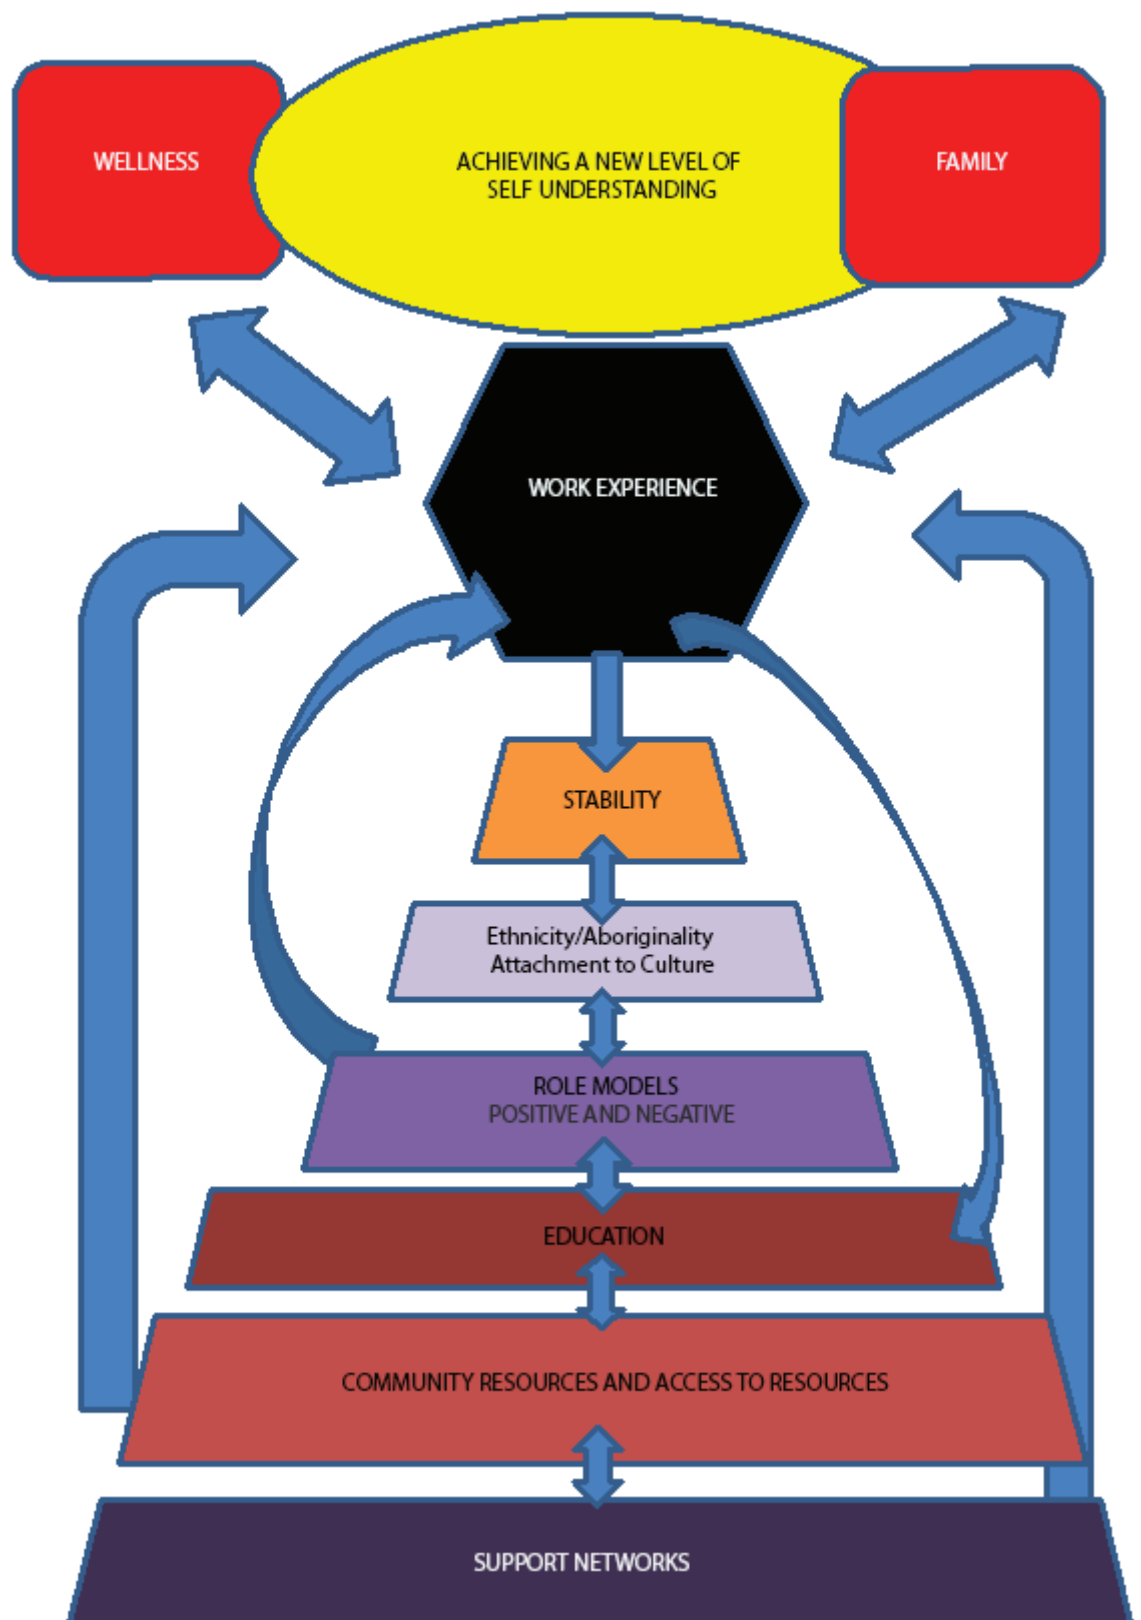 WELLNESS
ACHIEVING A NEW LEVEL OF
SELF UNDERSTANDING
FAMILY
WORK EXPERIENCE
STABILITY
Ethnicity/Aboriginality
Attachment to Culture
ROLE MODELS
POSITIVE AND NEGATIVE
EDUCATION
COMMUNITY RESOURCES AND ACCESS TO RESOURCES
SUPPORT NETWORKS